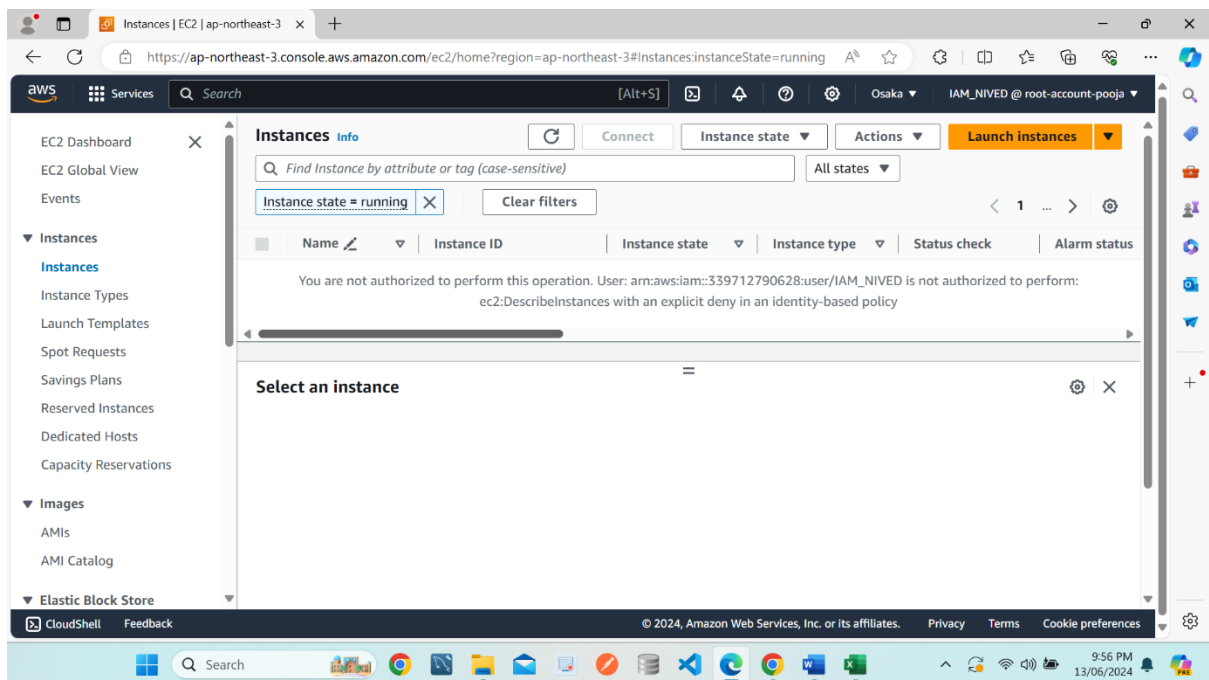 Instances | EC2 | ap-northeast-3
https://ap-northeast-3.console.aws.amazon.com/ec2/home?region=ap-northeast-3#Instances:instanceState=running
aws Services Search [Alt+S] Osaka IAM_NIVED @ root-account-pooja
EC2 Dashboard
EC2 Global View
Events
Instances
Instances
Instance Types
Launch Templates
Spot Requests
Savings Plans
Reserved Instances
Dedicated Hosts
Capacity Reservations
Images
AMIs
AMI Catalog
Elastic Block Store
Instances Info Connect Instance state Actions Launch instances
Find Instance by attribute or tag (case-sensitive) All states
Instance state = running Clear filters 1 ...
Name Instance ID Instance state Instance type Status check Alarm status
You are not authorized to perform this operation. User: arn:aws:iam::339712790628:user/IAM_NIVED is not authorized to perform:
ec2:DescribeInstances with an explicit deny in an identity-based policy
Select an instance
CloudShell Feedback © 2024, Amazon Web Services, Inc. or its affiliates. Privacy Terms Cookie preferences
Search 9:56 PM
13/06/2024
PRE